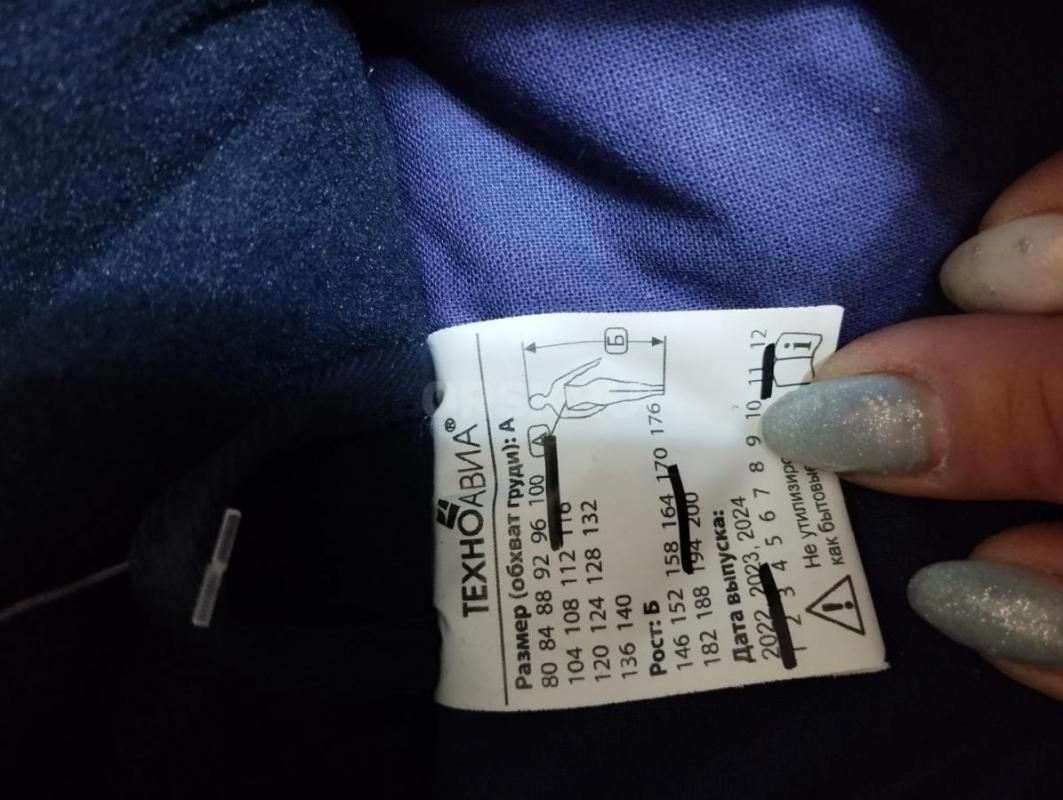 ТЕХНОАВИА®
Размер (обхват груди): А
80 84 88 92 96 100
104 108 112 116
120 124 128 132
136 140
А
Б
Рост: Б
146 152 158 164 170 176
182 188 194 200
Дата выпуска:
2022, 2023, 2024
1 2 3 4 5 6 7 8 9 10 11 12
Не утилизиро
как бытовые